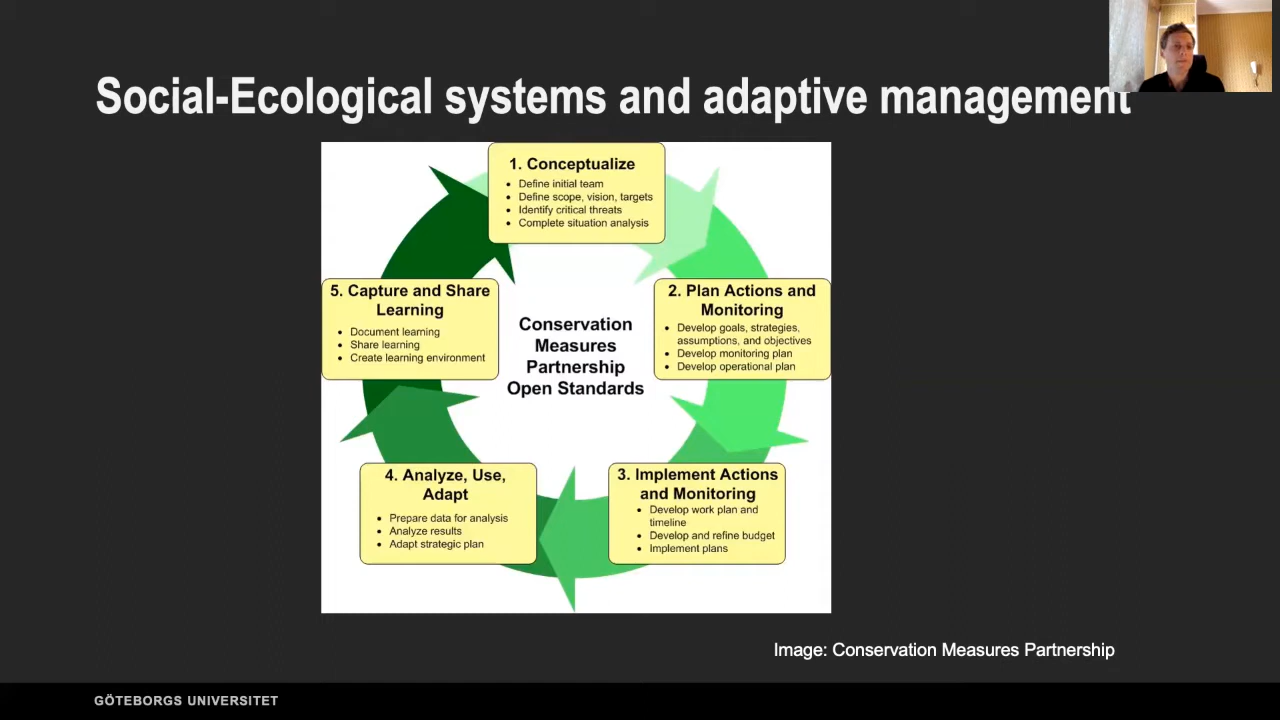 Social-Ecological systems and adaptive management
1. Conceptualize
• Define initial team
• Define scope, vision, targets
• Identify critical threats
• Complete situation analysis
2. Plan Actions and
Monitoring
• Develop goals, strategies,
assumptions, and objectives
• Develop monitoring plan
• Develop operational plan
3. Implement Actions
and Monitoring
• Develop work plan and
timeline
• Develop and refine budget
• Implement plans
4. Analyze, Use,
Adapt
• Prepare data for analysis
• Analyze results
• Adapt strategic plan
5. Capture and Share
Learning
• Document learning
• Share learning
• Create learning environment
Conservation
Measures
Partnership
Open Standards
Image: Conservation Measures Partnership
GÖTEBORGS UNIVERSITET